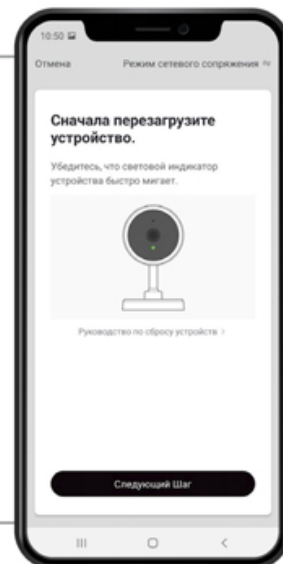 10:50
Отмена Режим сетевого сопряжения
Сначала перезагрузите
устройство.
Убедитесь, что световой индикатор
устройства быстро мигает.
Руководство по сбросу устройств >
Следующий Шаг